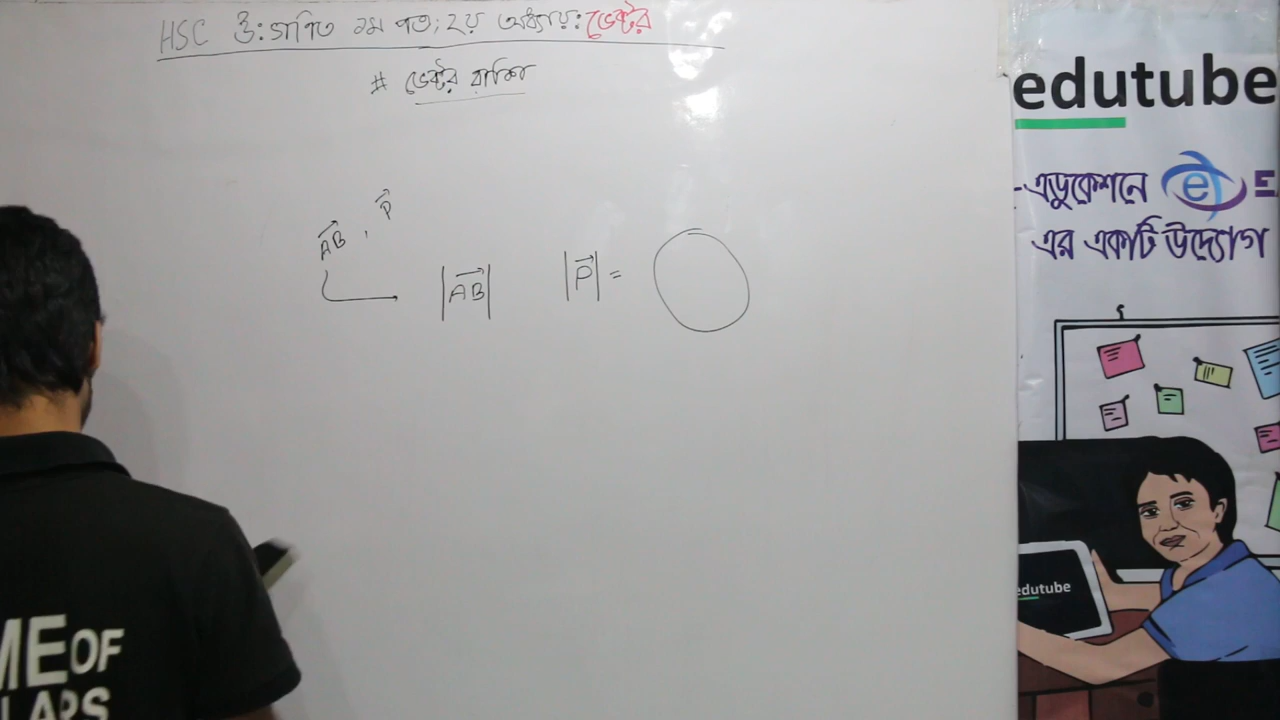 HSC উ: গণিত ১ম পত্র; ২য় অধ্যায়: ভেক্টর
# ভেক্টর রাশি
AB, P
|AB| |P| =
edutube
-এডুকেশনে e E
এর একটি উদ্যোগ
edutube
ME OF
LARS